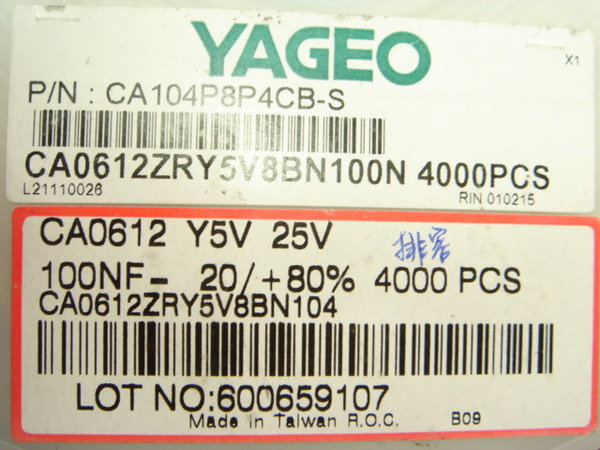 YAGEO
X1
P/N : CA104P8P4CB-S
CA0612ZRY5V8BN100N 4000PCS
L21110026
RIN 010215
CA0612 Y5V 25V
排容
100NF- 20/+80% 4000 PCS
CA0612ZRY5V8BN104
LOT NO:600659107
Made in Taiwan R.O.C.
B09